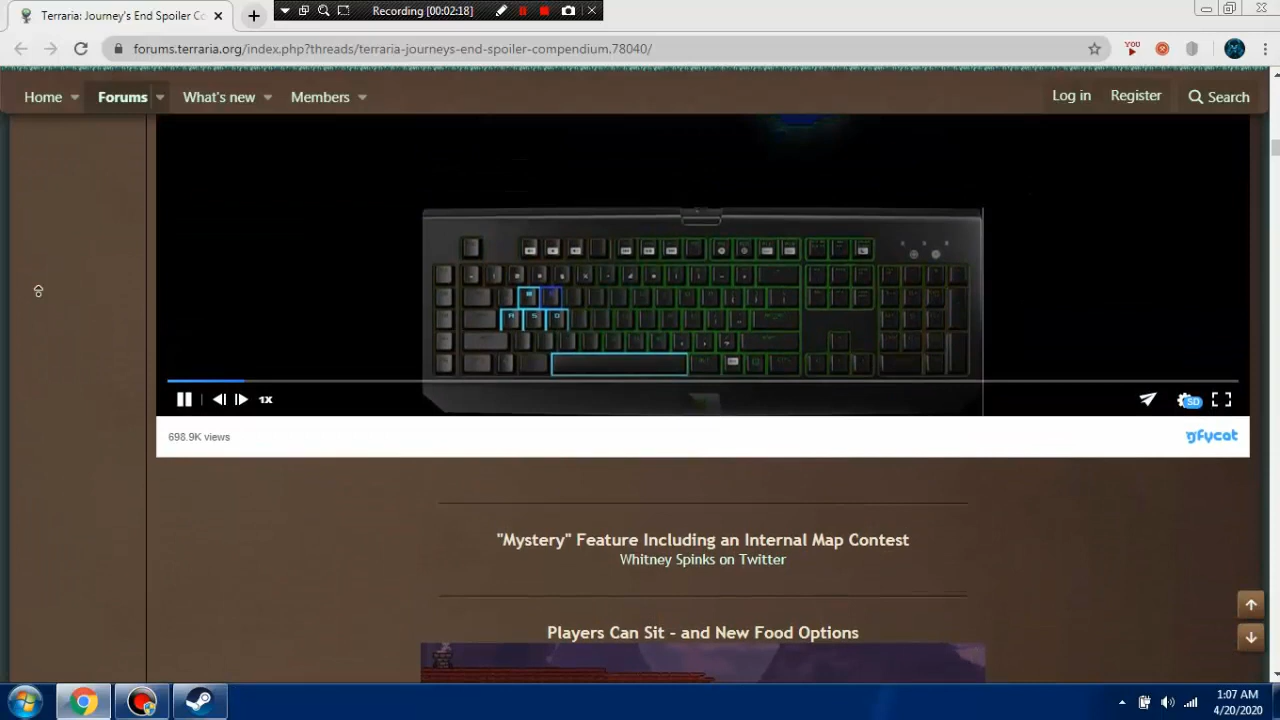 Terraria: Journey's End Spoiler Co
Recording [00:02:18]
forums.terraria.org/index.php?threads/terraria-journeys-end-spoiler-compendium.78040/
YOU
Home
Forums
What's new
Members
Log in
Register
Search
A S D
1X
SD
698.9K views
gfycat
"Mystery" Feature Including an Internal Map Contest
Whitney Spinks on Twitter
Players Can Sit - and New Food Options
1:07 AM
4/20/2020